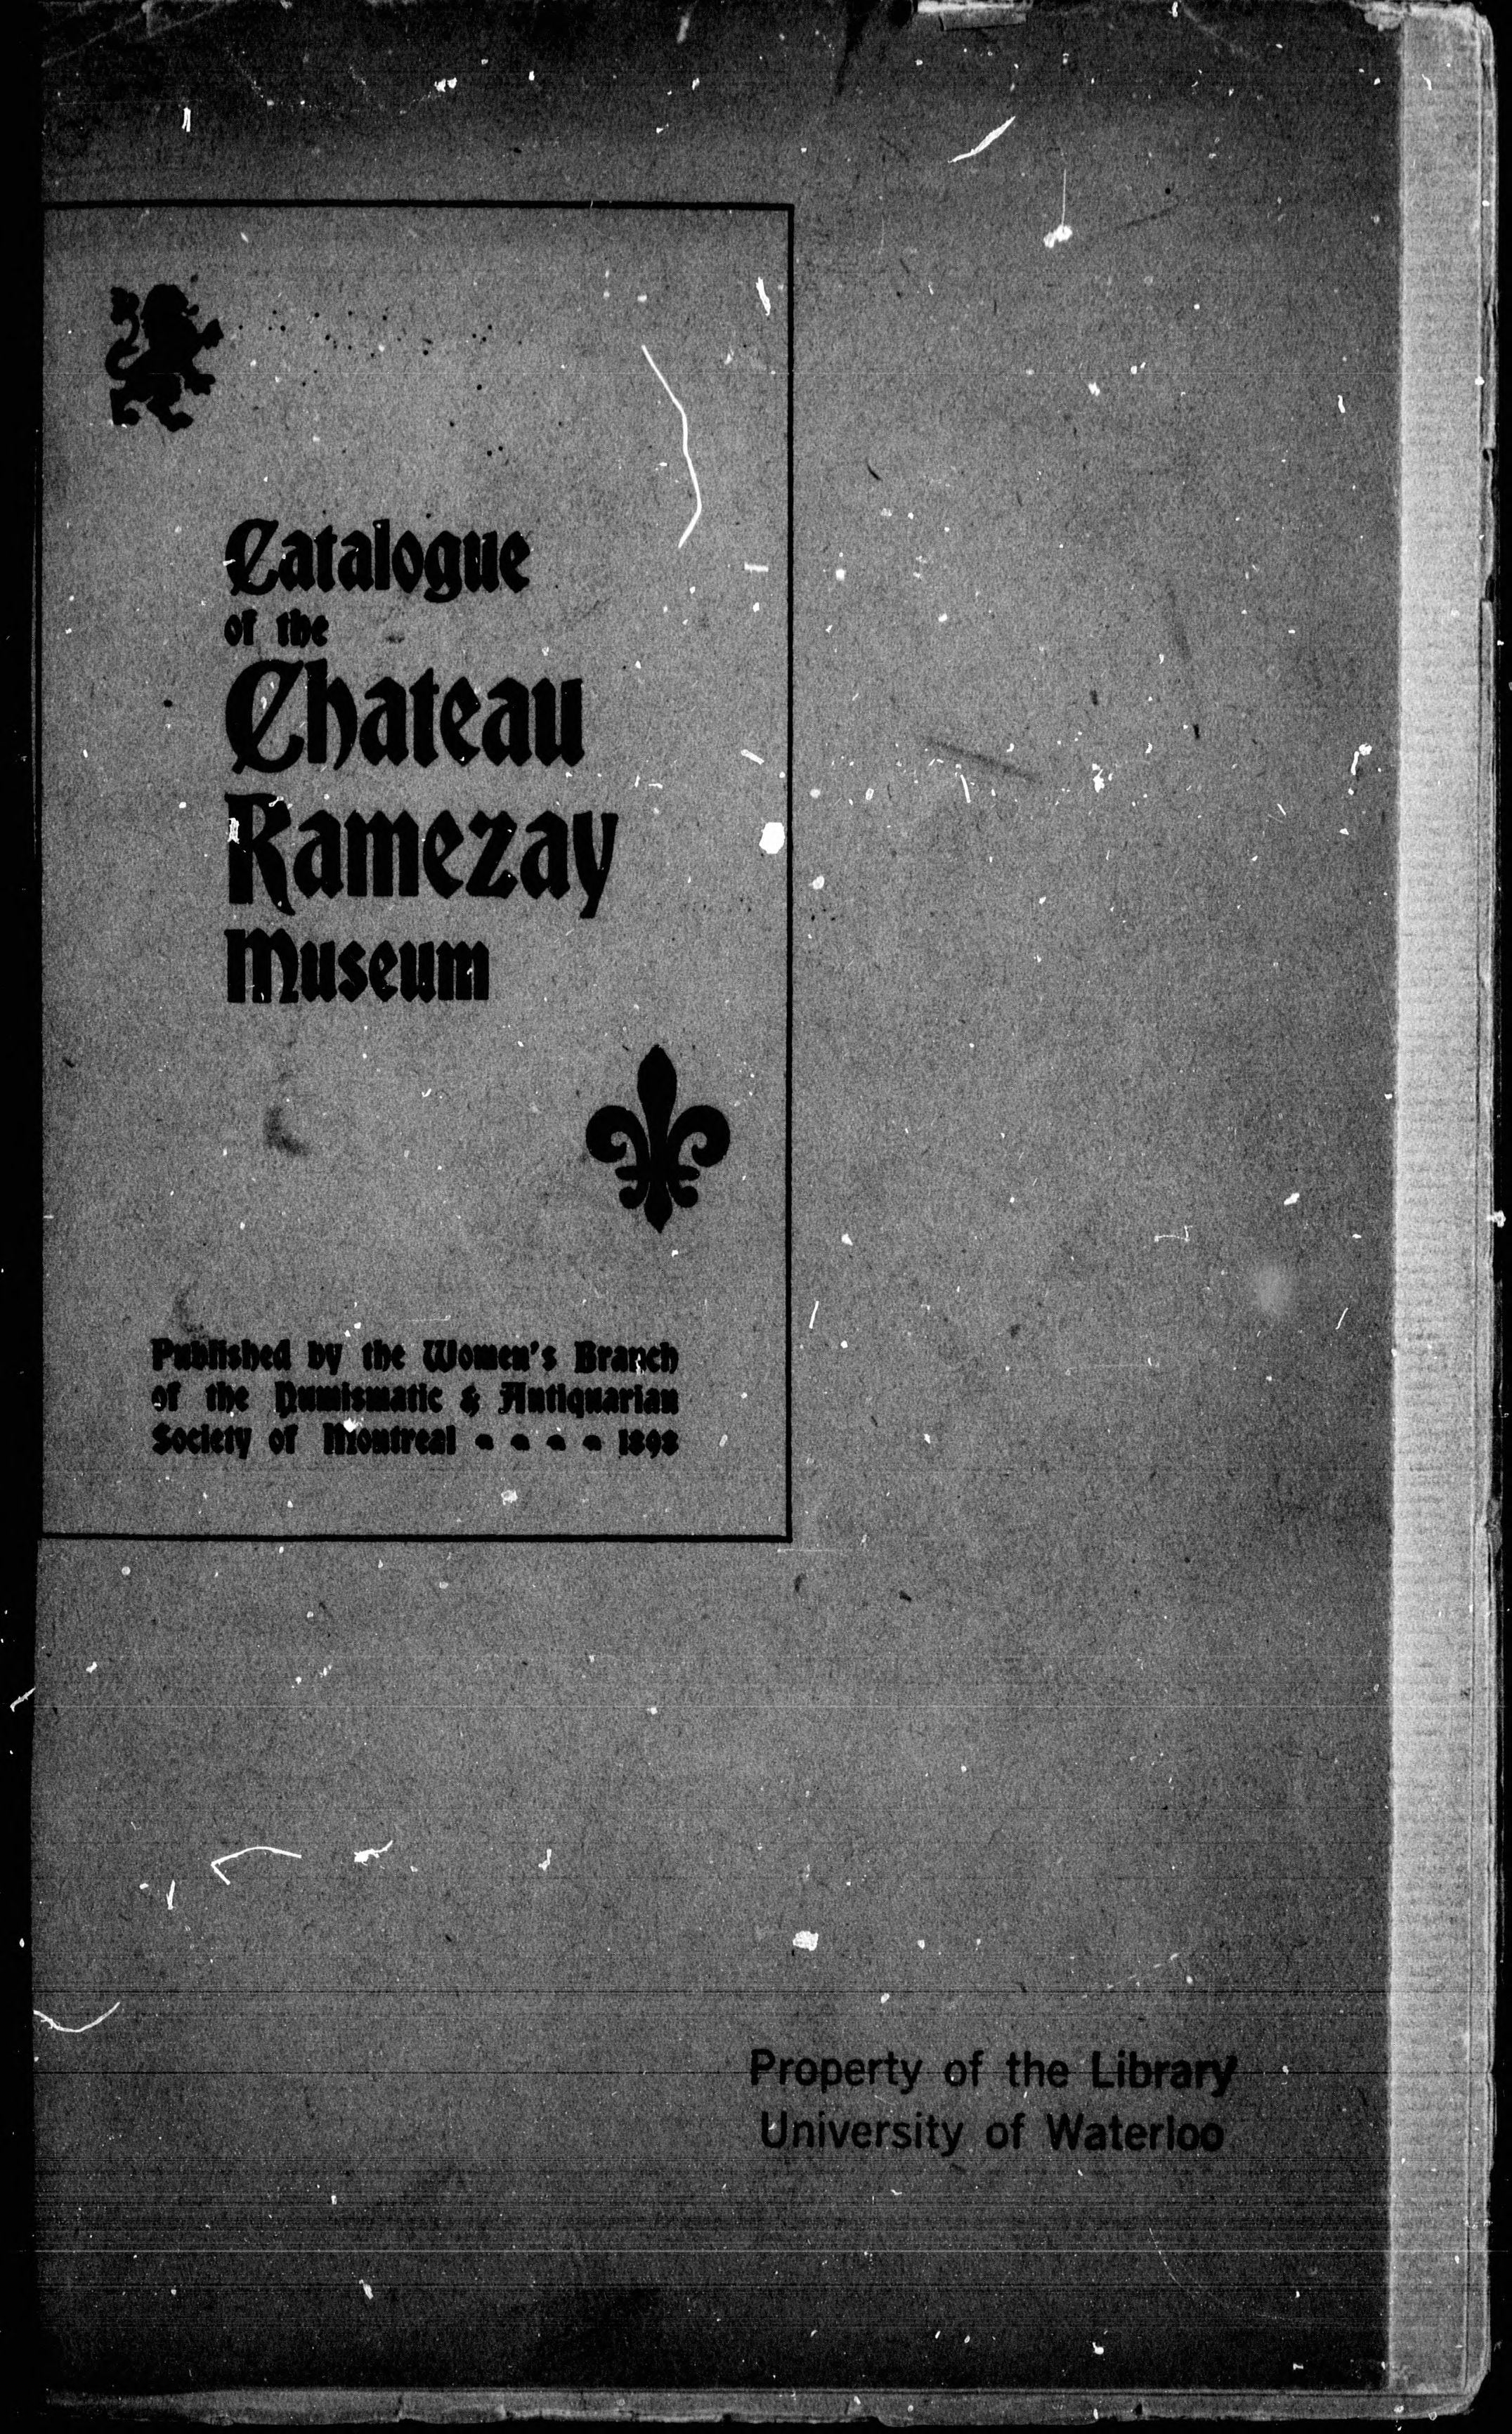 Catalogue
of the
Chateau
Ramezay
Museum
Published by the Women's Branch
of the Numismatic & Antiquarian
Society of Montreal - - - - 1898
Property of the Library
University of Waterloo